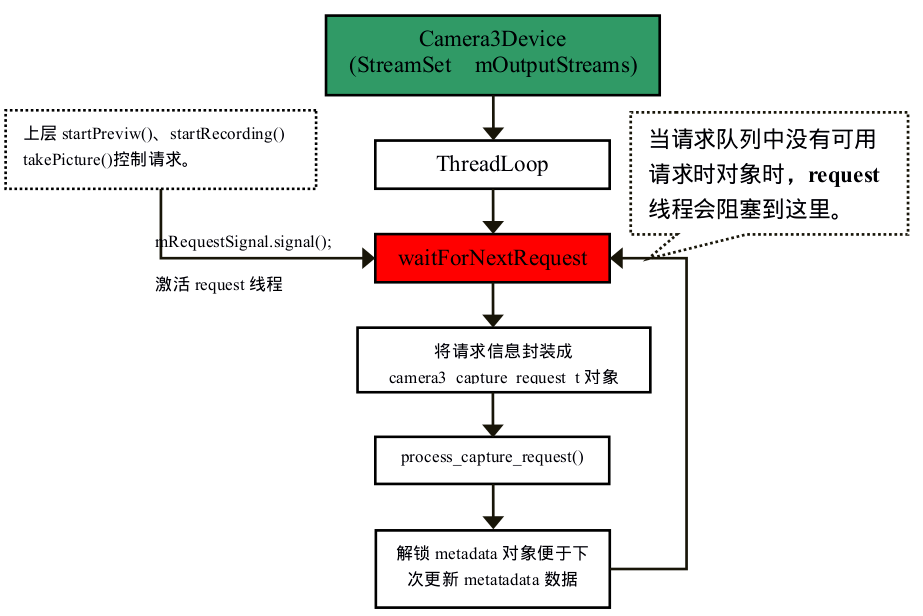 Camera3Device
(StreamSet mOutputStreams)
上层 startPreviw()、startRecording()
takePicture()控制请求。
ThreadLoop
当请求队列中没有可用
请求时对象时，request
线程会阻塞到这里。
mRequestSignal.signal();
waitForNextRequest
激活 request 线程
将请求信息封装成
camera3_capture_request_t 对象
process_capture_request()
解锁 metadata 对象便于下
次更新 metatadata 数据